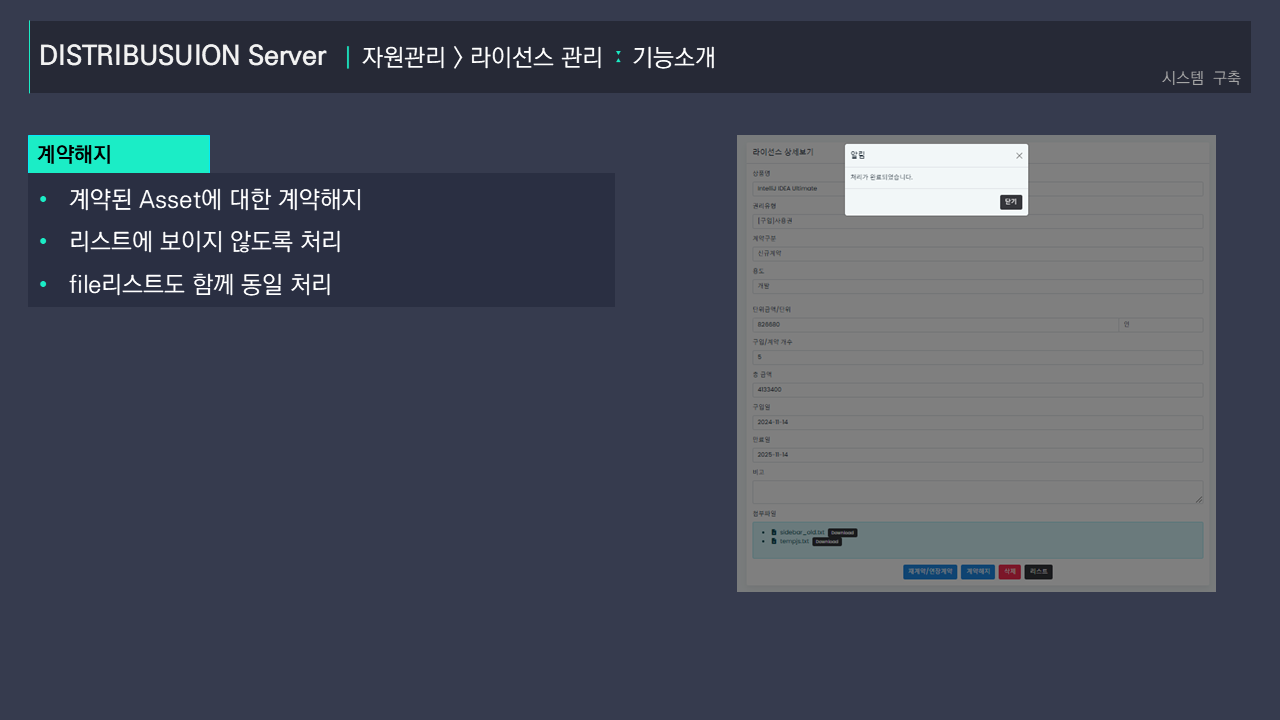 DISTRIBUSUION Server | 자원관리 > 라이선스 관리 : 기능소개
시스템 구축
계약해지
• 계약된 Asset에 대한 계약해지
• 리스트에 보이지 않도록 처리
• file리스트도 함께 동일 처리
라이선스 상세보기
알림 ×
처리가 완료되었습니다.
닫기
상품명
IntelliJ IDEA Ultimate
권리유형
[구입]사용권
계약구분
신규계약
용도
개발
단위금액/단위
826680 인
구입/계약 개수
5
총 금액
4133400
구입일
2024-11-14
만료일
2025-11-14
비고
첨부파일
• sidebar_old.txt Download
• tempjs.txt Download
재계약/연장계약 계약해지 삭제 리스트